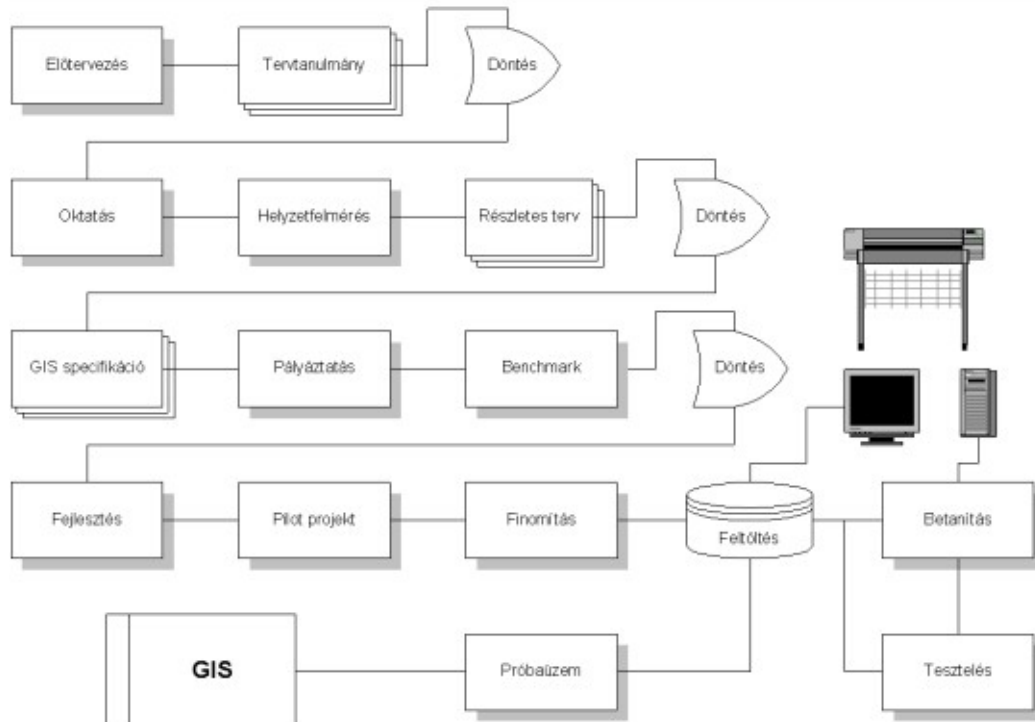 Előtervezés
Tervtanulmány
Döntés
Oktatás
Helyzetfelmérés
Részletes terv
Döntés
GIS specifikáció
Pályáztatás
Benchmark
Döntés
Fejlesztés
Pilot projekt
Finomítás
Feltöltés
Betanítás
GIS
Próbaüzem
Tesztelés